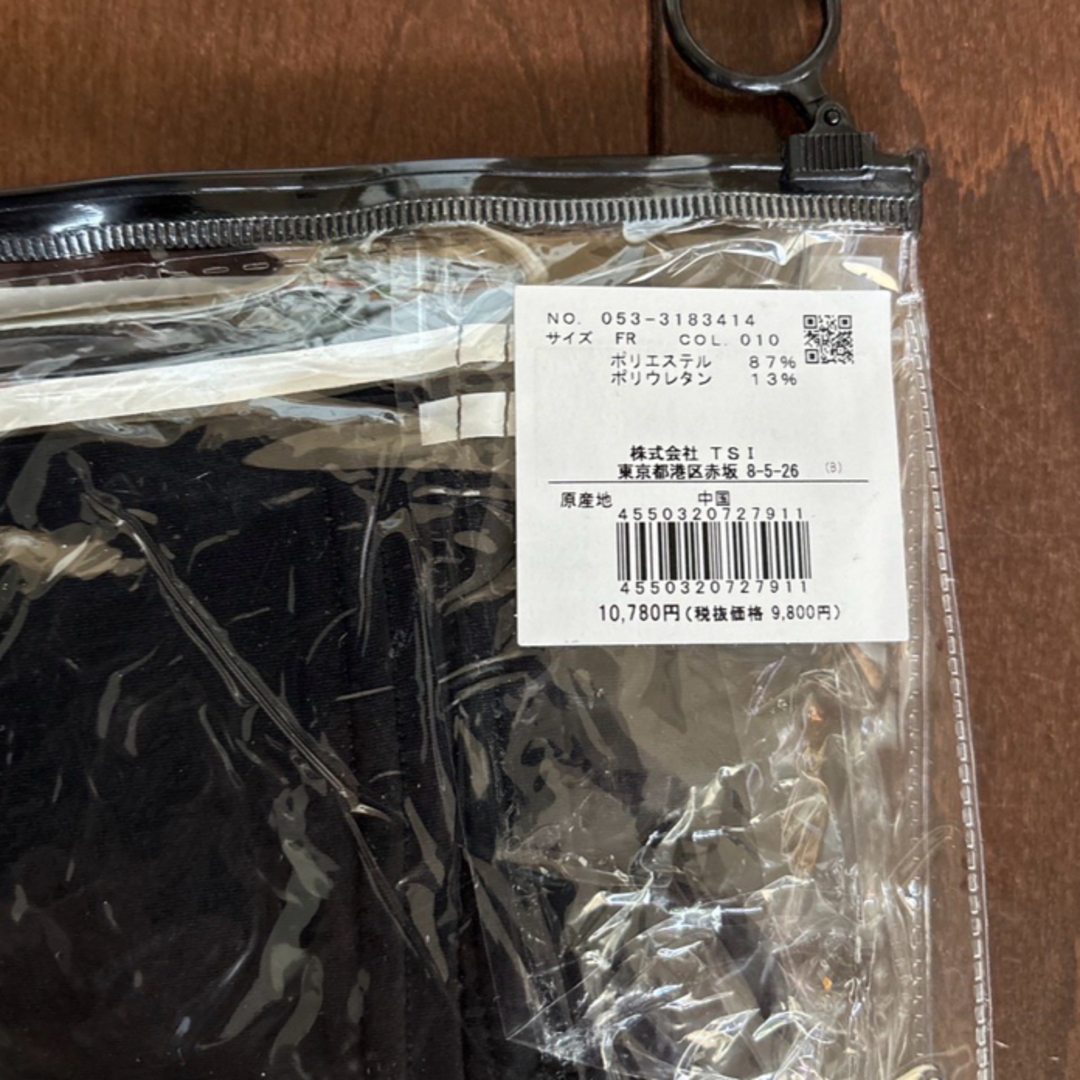 NO. 053-3183414
サイズ FR COL. 010
ポリエステル 87%
ポリウレタン 13%
株式会社 TSI
東京都港区赤坂 8-5-26 (B)
原産地 中国
4550320727911
4550320727911
10,780円(税抜価格 9,800円)